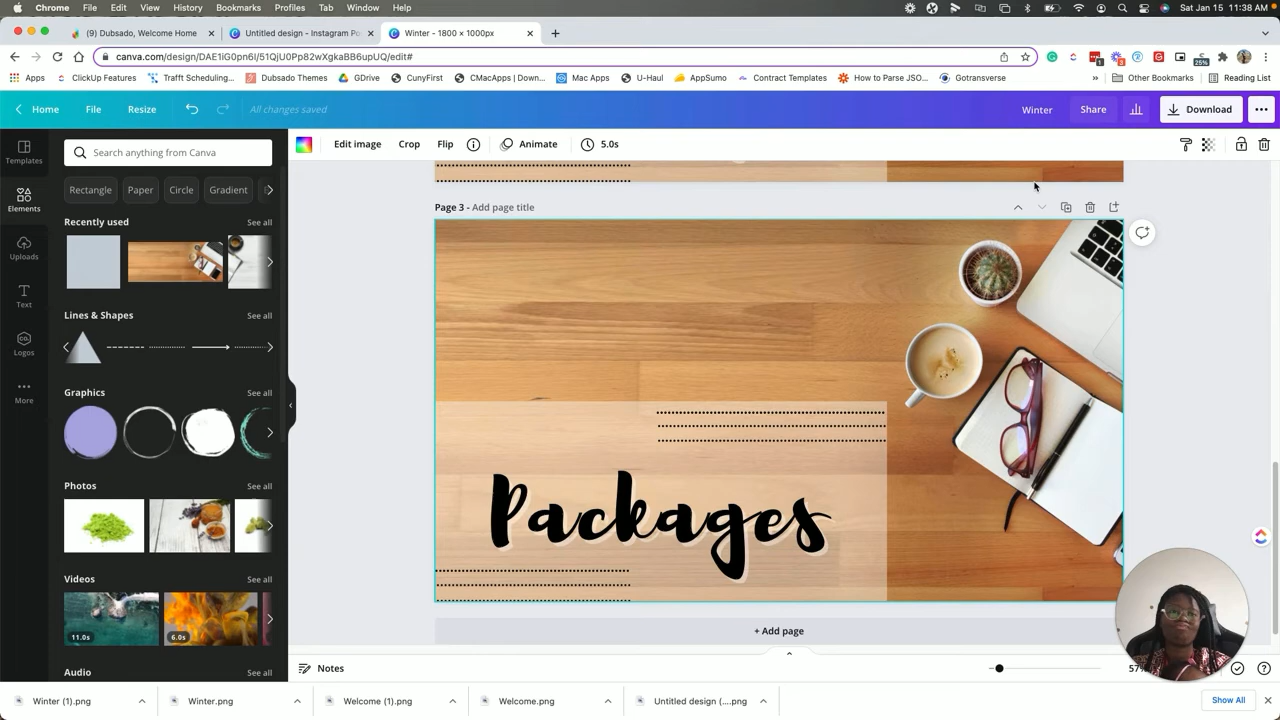 Chrome File Edit View History Bookmarks Profiles Tab Window Help Sat Jan 15 11:38 AM
(9) Dubsado, Welcome Home Untitled design - Instagram Po Winter - 1800 x 1000px
canva.com/design/DAE1iG0pn6I/51QjU0Pp82wXgkaBB6upUQ/edit#
Apps ClickUp Features Trafft Scheduling... Dubsado Themes GDrive CunyFirst CMacApps | Down... Mac Apps U-Haul AppSumo Contract Templates How to Parse JSO... Gotransverse » Other Bookmarks Reading List
Home File Resize All changes saved Winter Share Download
Templates
Elements
Uploads
Text
Logos
More
Search anything from Canva
Rectangle Paper Circle Gradient
Recently used See all
Lines & Shapes See all
Graphics See all
Photos See all
Videos See all
11.0s 6.0s
Audio See all
Edit image Crop Flip Animate 5.0s
Page 3 - Add page title
Packages
+ Add page
Notes 57%
Winter (1).png Winter.png Welcome (1).png Welcome.png Untitled design (....png Show All